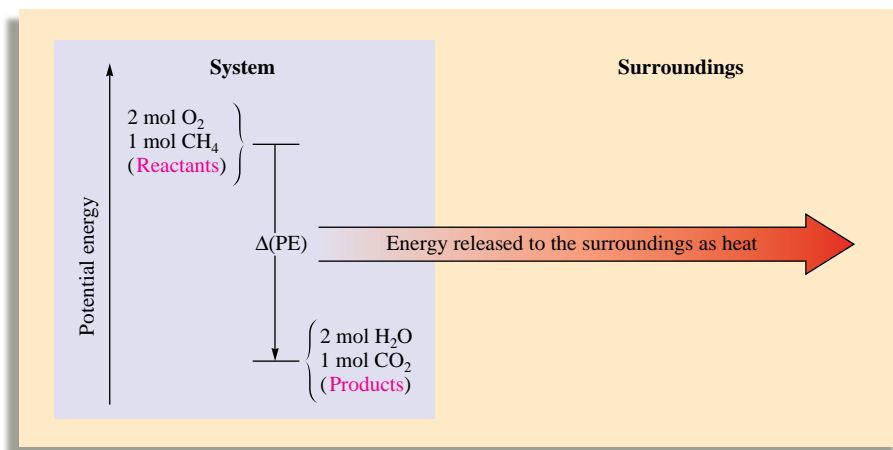 System
Surroundings
2 mol O₂
1 mol CH₄
(Reactants)
Potential energy
Δ(PE)
Energy released to the surroundings as heat
2 mol H₂O
1 mol CO₂
(Products)